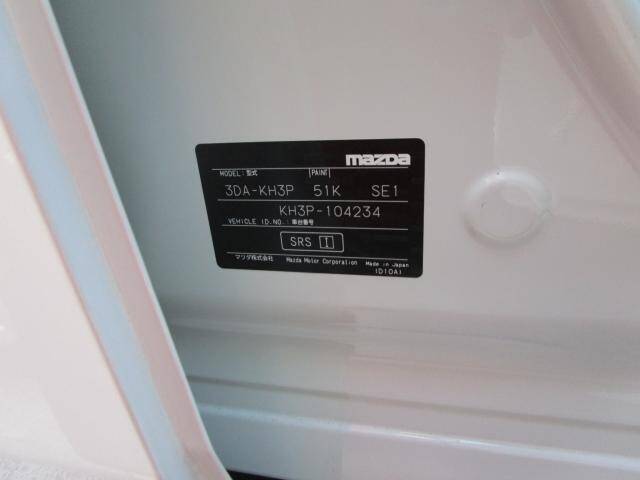 mazda
MODEL: 型式 PAINT
3DA-KH3P 51K SE1
KH3P-104234
VEHICLE ID.NO.: 車台番号
SRS I
マツダ株式会社 Mazda Motor Corporation Made in Japan
(D10A)